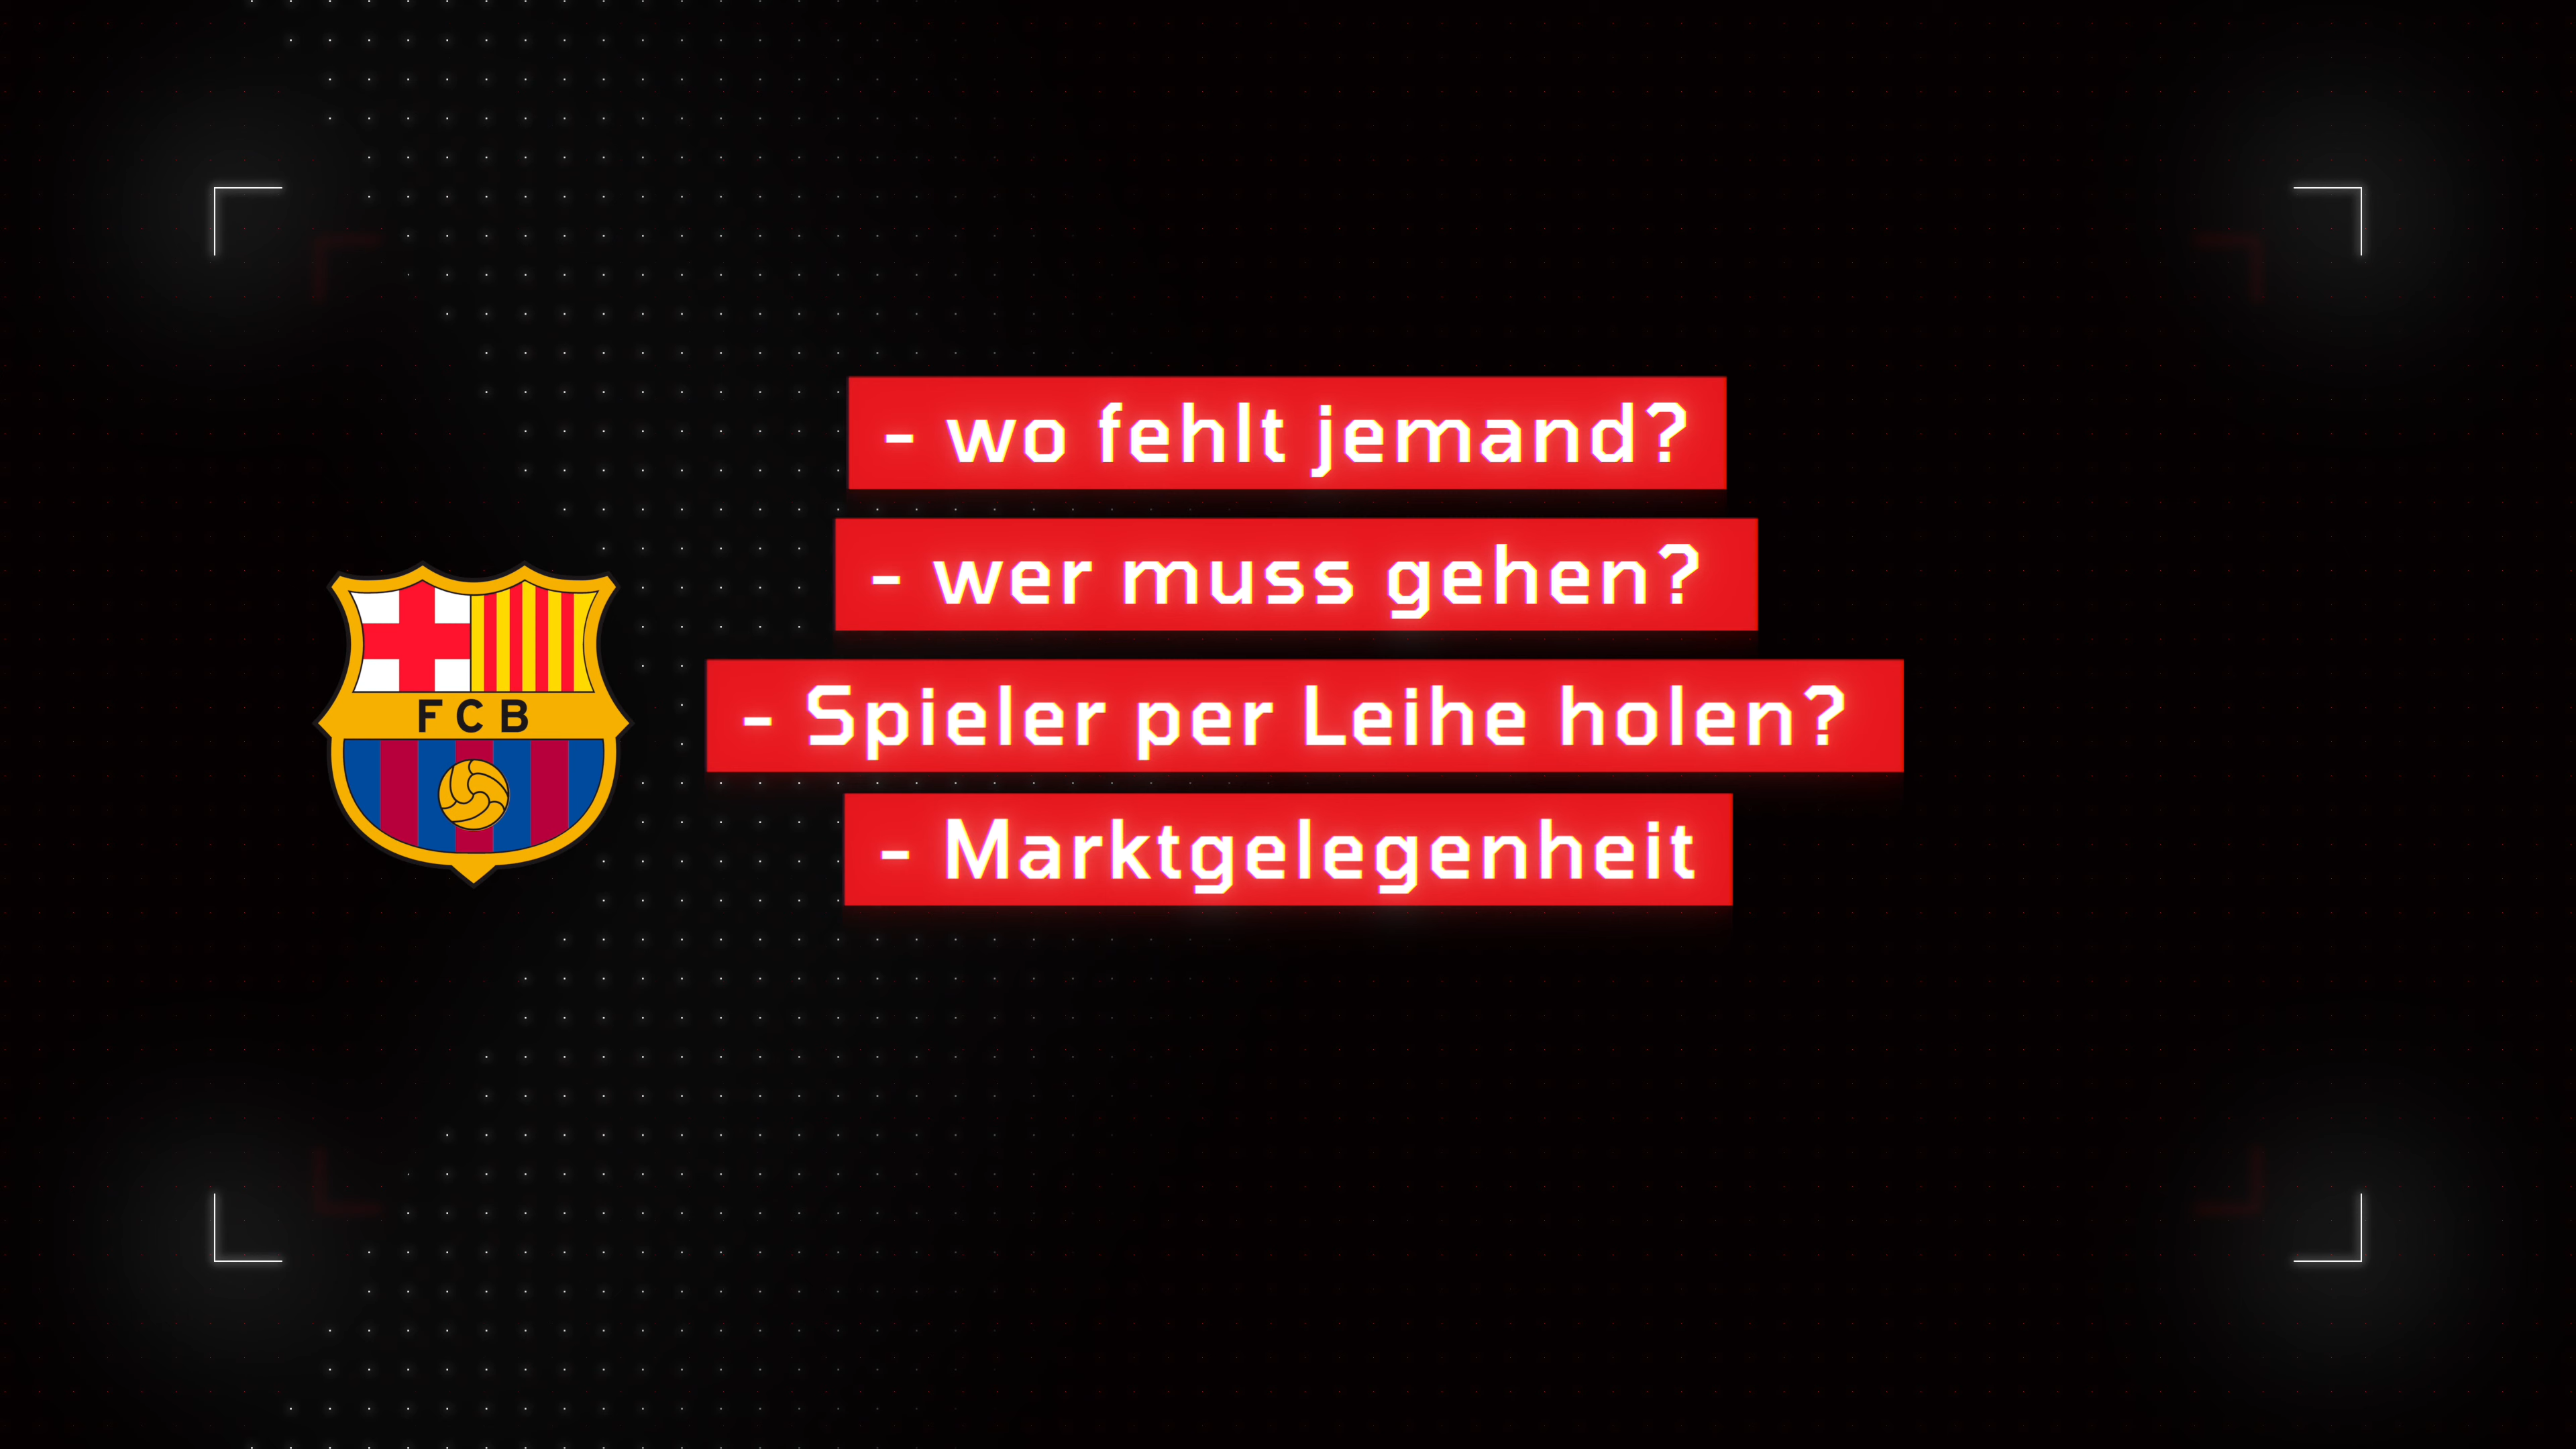 - wo fehlt jemand?
- wer muss gehen?
- Spieler per Leihe holen?
FCB
- Marktgelegenheit